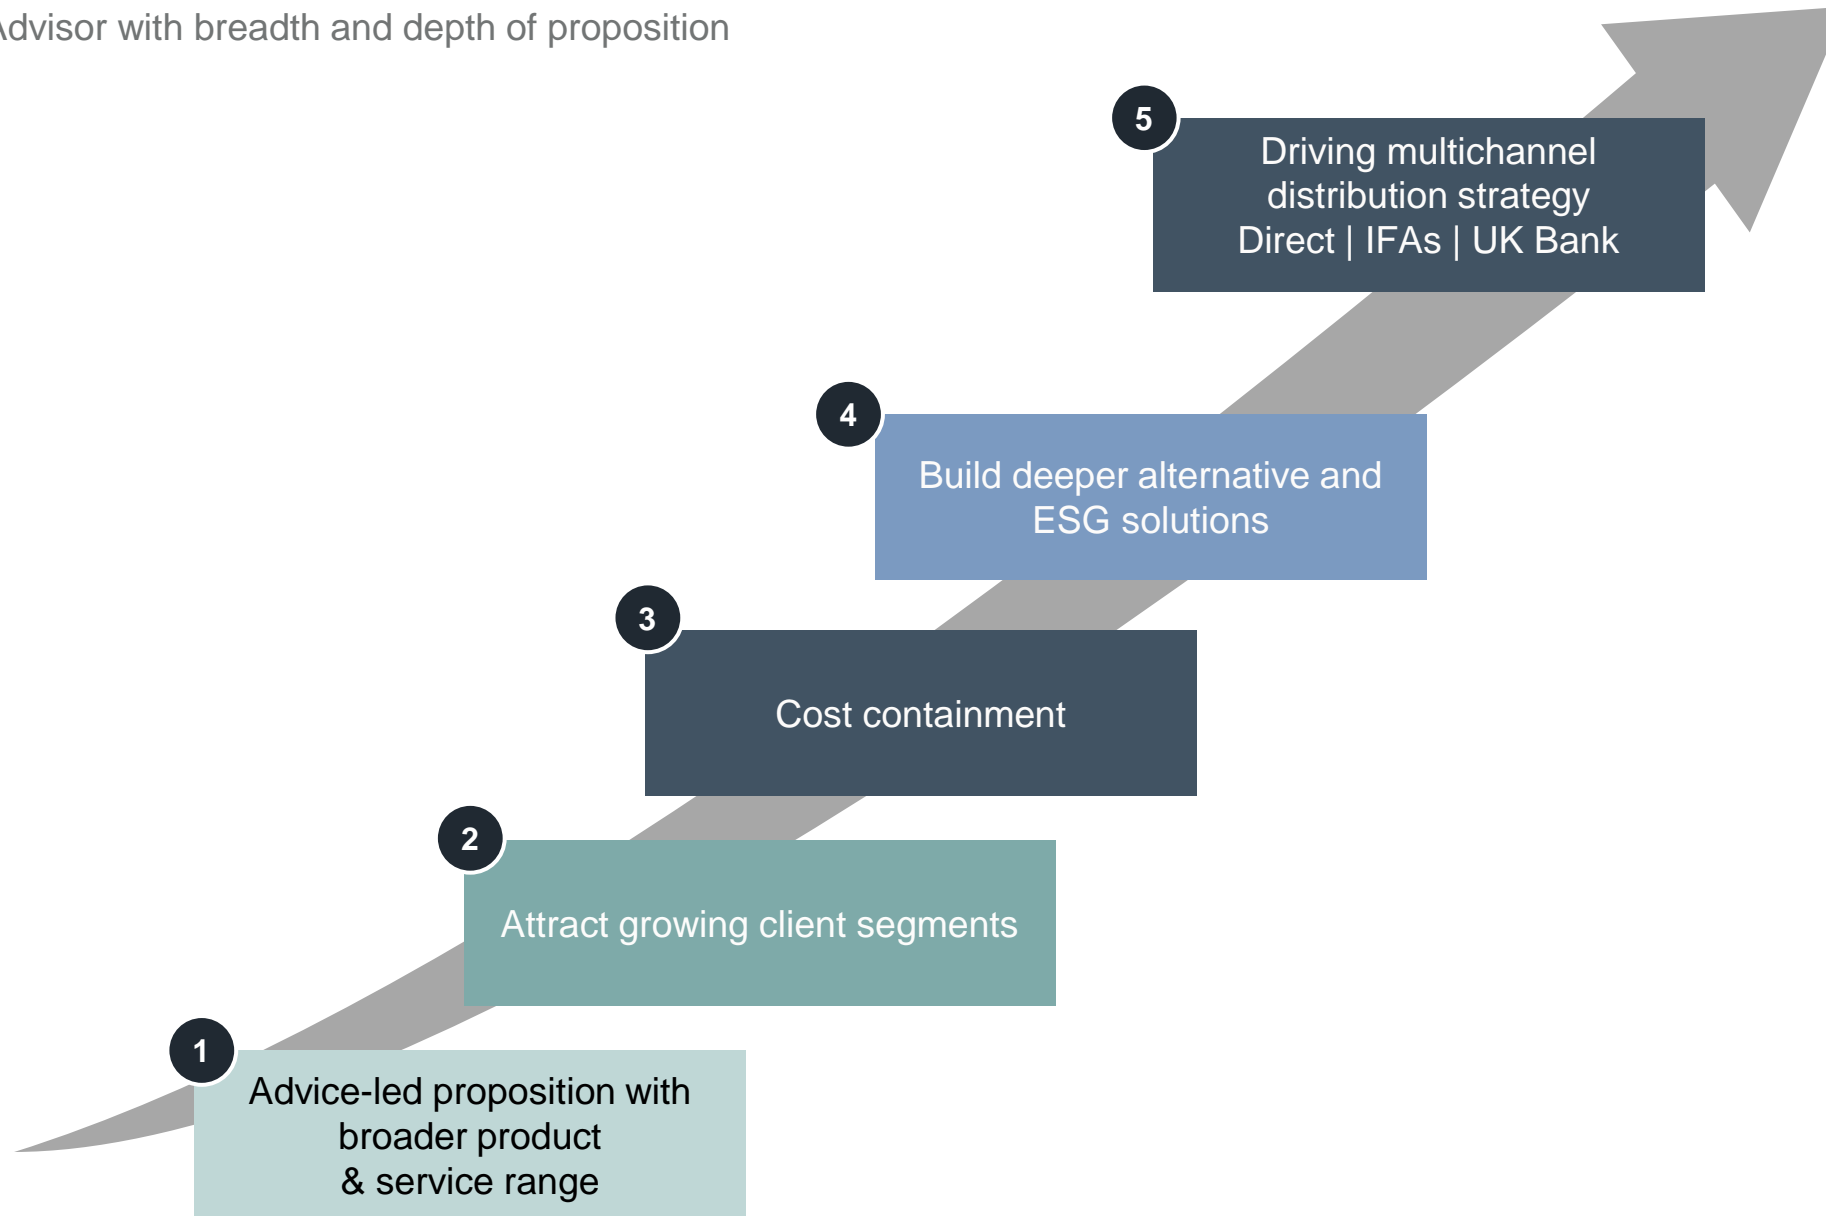 Advisor with breadth and depth of proposition
5
Driving multichannel
distribution strategy
Direct | IFAs | UK Bank
4
Build deeper alternative and
ESG solutions
3
Cost containment
2
Attract growing client segments
1
Advice-led proposition with
broader product
& service range